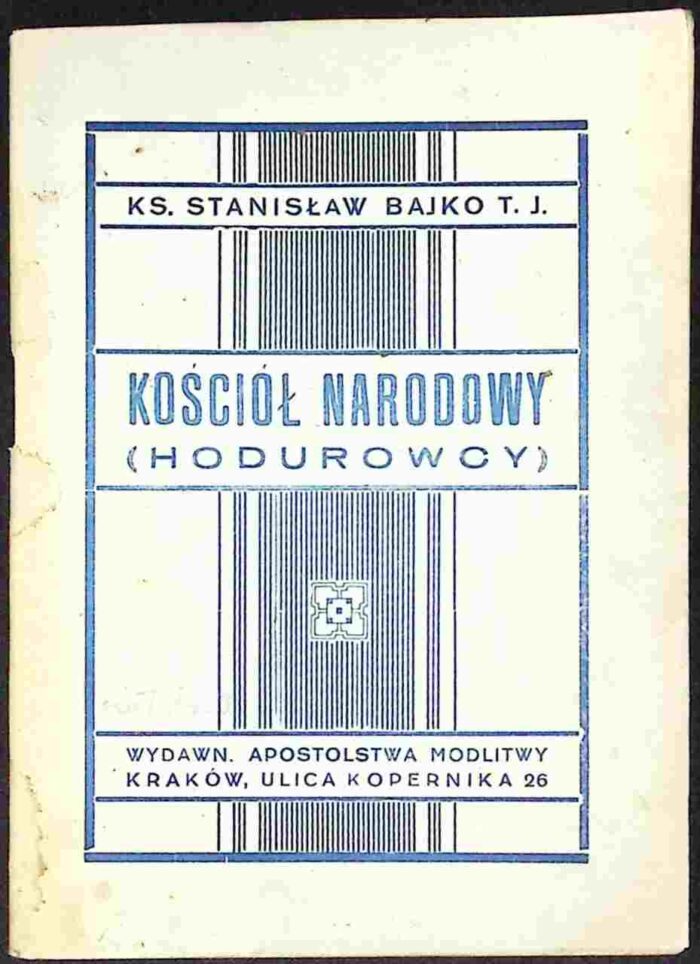 KS. STANISŁAW BAJKO T. J.
KOŚCIÓŁ NARODOWY
(HODUROWCY)
WYDAWN. APOSTOLSTWA MODLITWY
KRAKÓW, ULICA KOPERNIKA 26